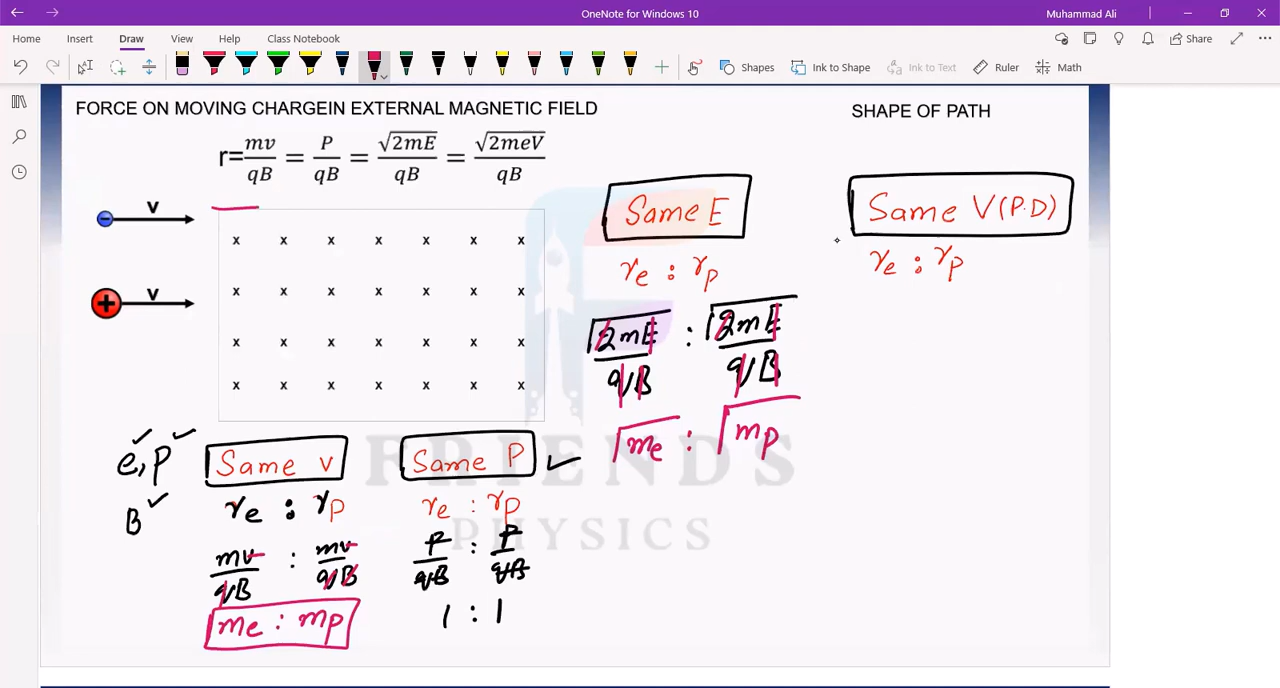 OneNote for Windows 10
Muhammad Ali
Home Insert Draw View Help Class Notebook
Share
Shapes Ink to Shape Ink to Text Ruler Math
FORCE ON MOVING CHARGEIN EXTERNAL MAGNETIC FIELD
SHAPE OF PATH
r=mv/qB = P/qB = √2mE/qB = √2meV/qB
Same E
Same V(P.D)
re : rp
re : rp
- v
+ v
x x x x x x x
x x x x x x x
x x x x x x x
x x x x x x x
√2mE/qB : √2mE/qB
√me : √mp
e, p
B
Same v
re : rp
mv/qB : mv/qB
me : mp
Same P
re : rp
P/qB : P/qB
1 : 1
FRIENDS
PHYSICS